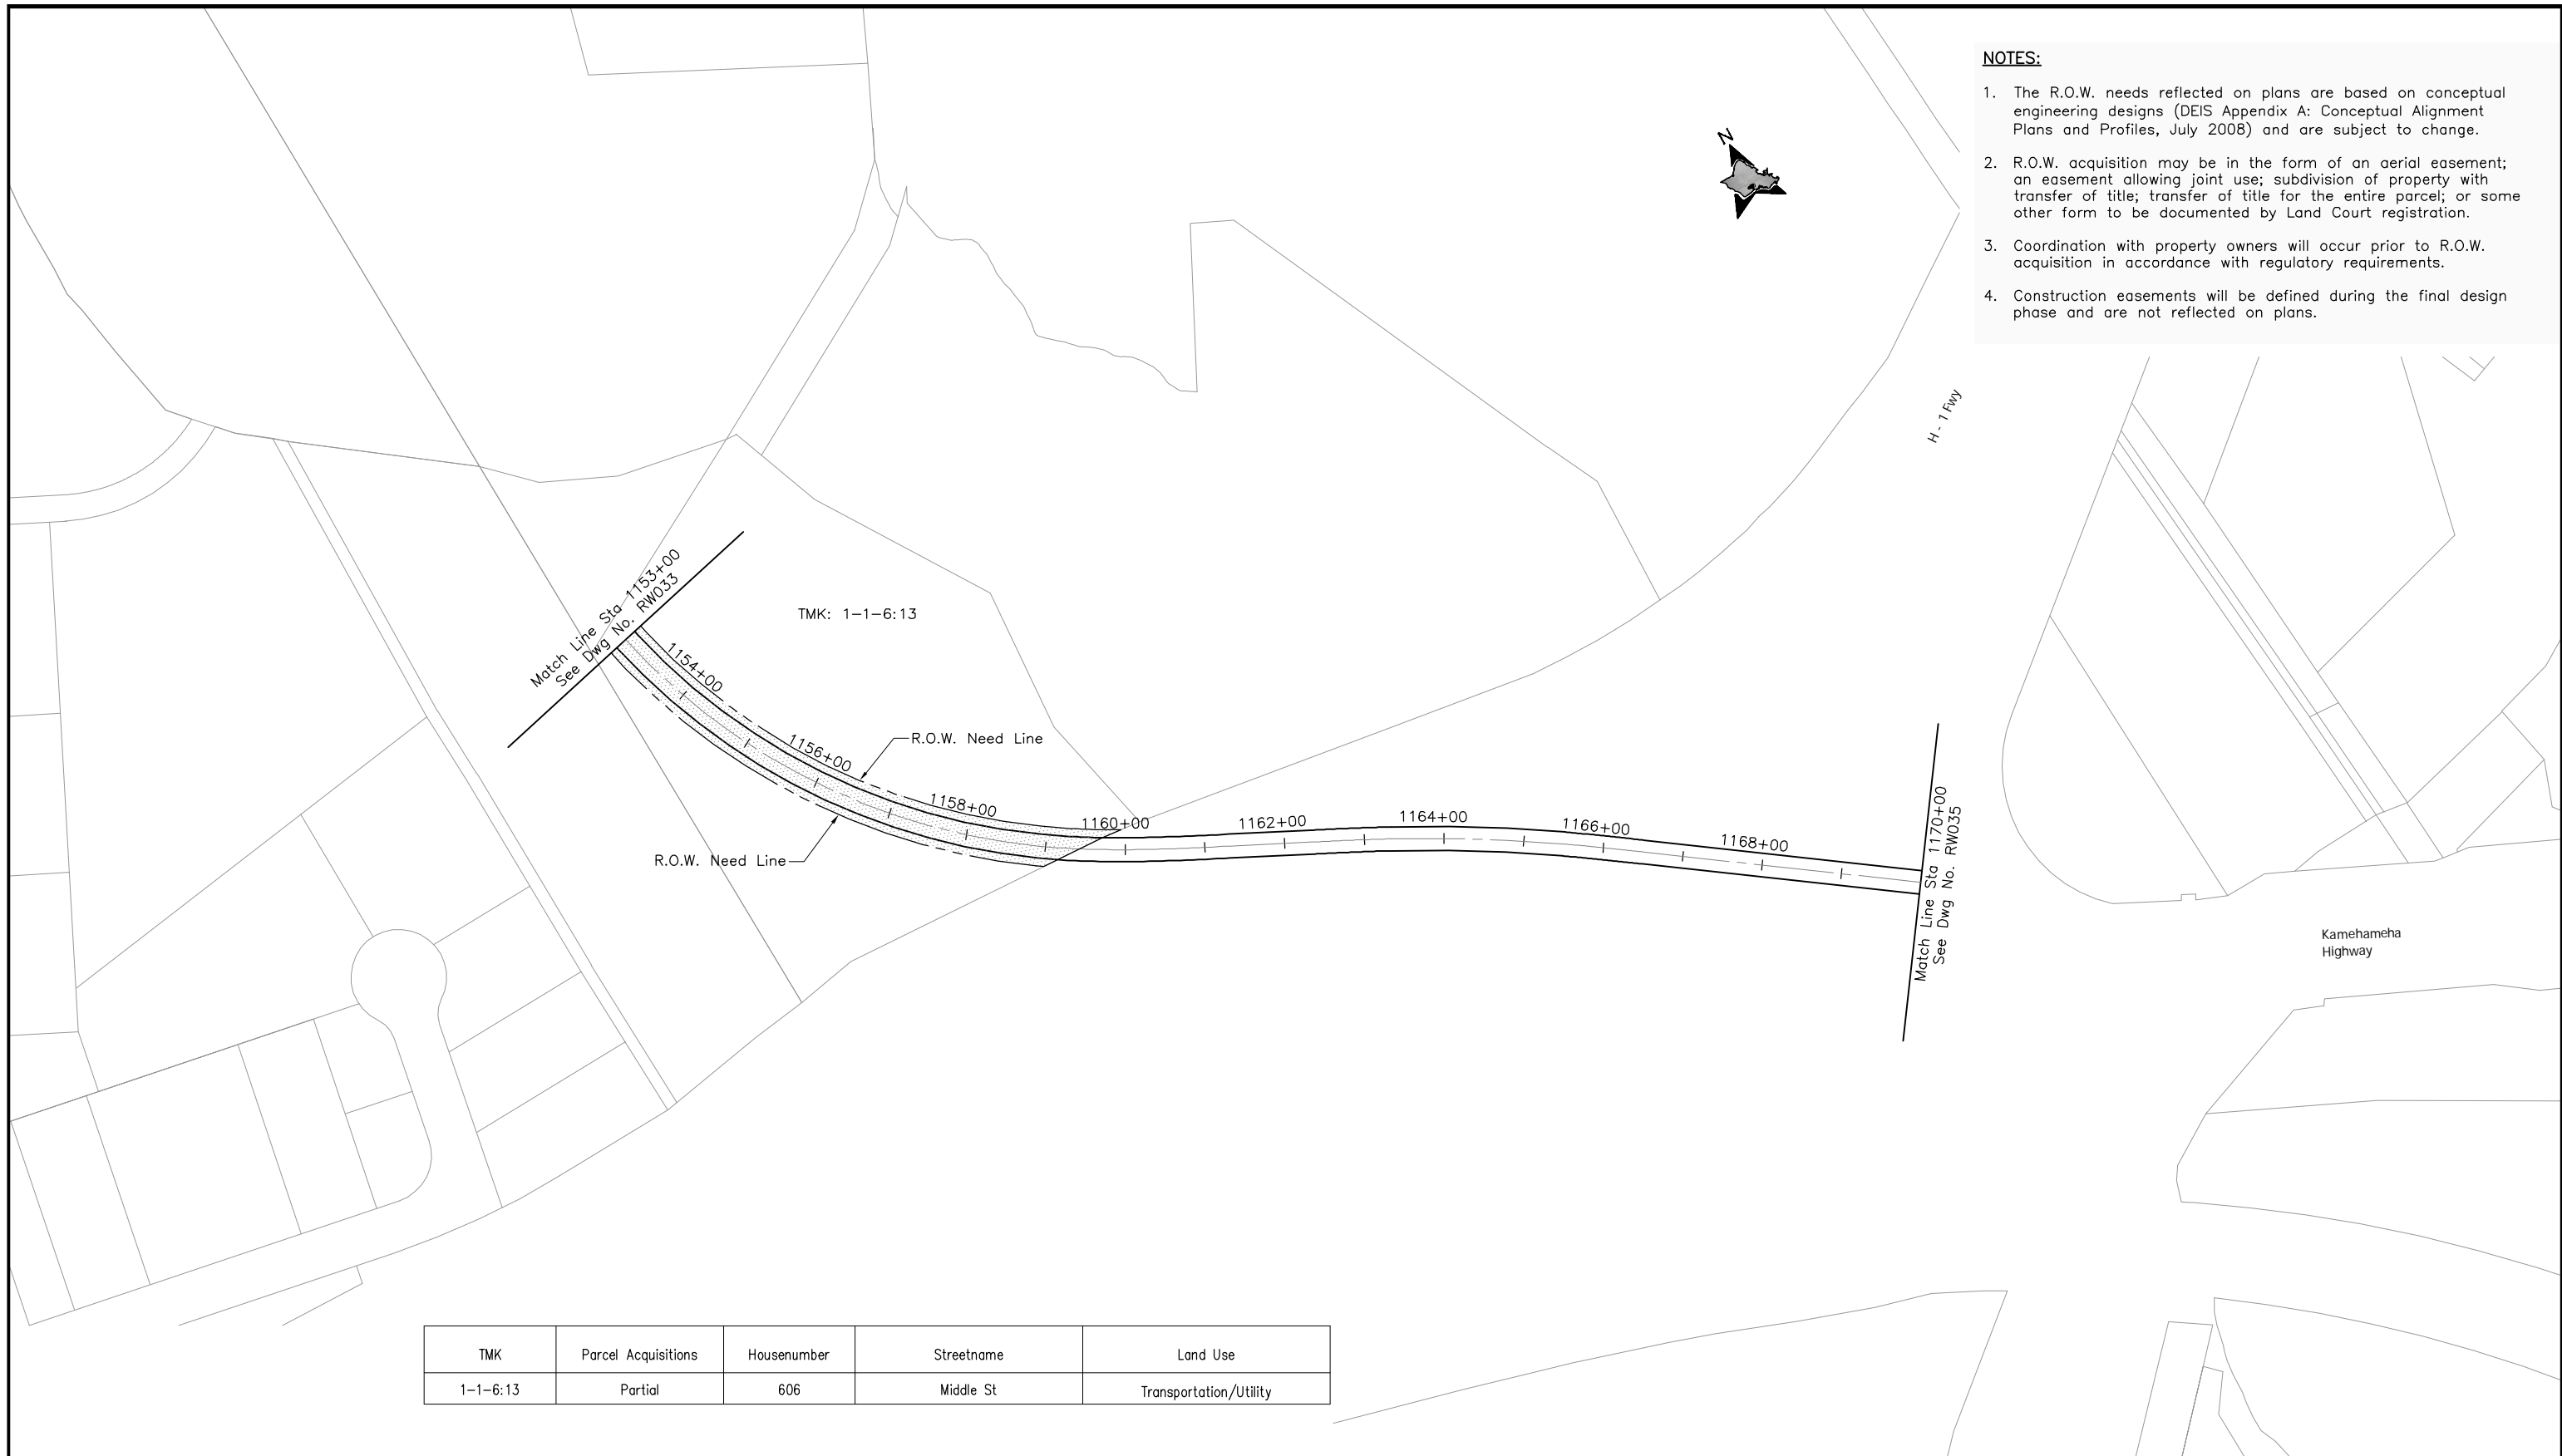 NOTES:
1. The R.O.W. needs reflected on plans are based on conceptual
engineering designs (DEIS Appendix A: Conceptual Alignment
Plans and Profiles, July 2008) and are subject to change.
2. R.O.W. acquisition may be in the form of an aerial easement;
an easement allowing joint use; subdivision of property with
transfer of title; transfer of title for the entire parcel; or some
other form to be documented by Land Court registration.
3. Coordination with property owners will occur prior to R.O.W.
acquisition in accordance with regulatory requirements.
4. Construction easements will be defined during the final design
phase and are not reflected on plans.
N
H - 1 Fwy
Match Line Sta 1153+00
See Dwg No. RW033
TMK: 1-1-6:13
1154+00
1156+00
R.O.W. Need Line
1158+00
1160+00
1162+00
1164+00
1166+00
1168+00
R.O.W. Need Line
Match Line Sta 1170+00
See Dwg No. RW035
Kamehameha
Highway
TMK Parcel Acquisitions Housenumber Streetname Land Use
1-1-6:13 Partial 606 Middle St Transportation/Utility